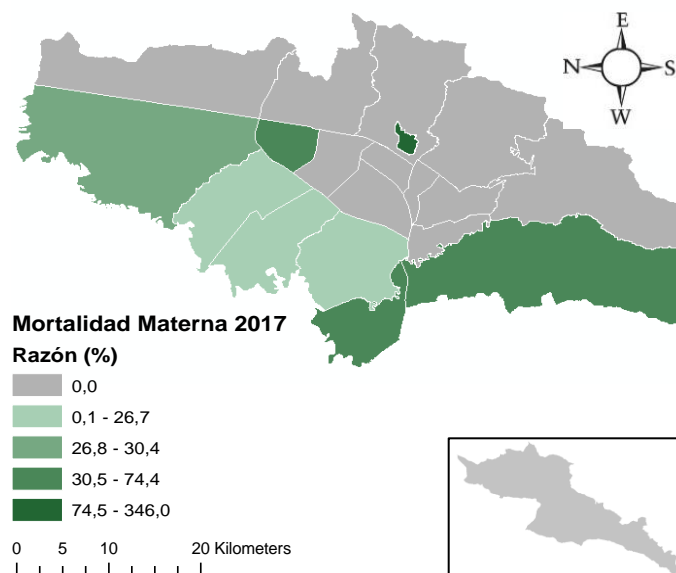 E
N S
W
Mortalidad Materna 2017
Razón (%)
0,0
0,1 - 26,7
26,8 - 30,4
30,5 - 74,4
74,5 - 346,0
0 5 10 20 Kilometers